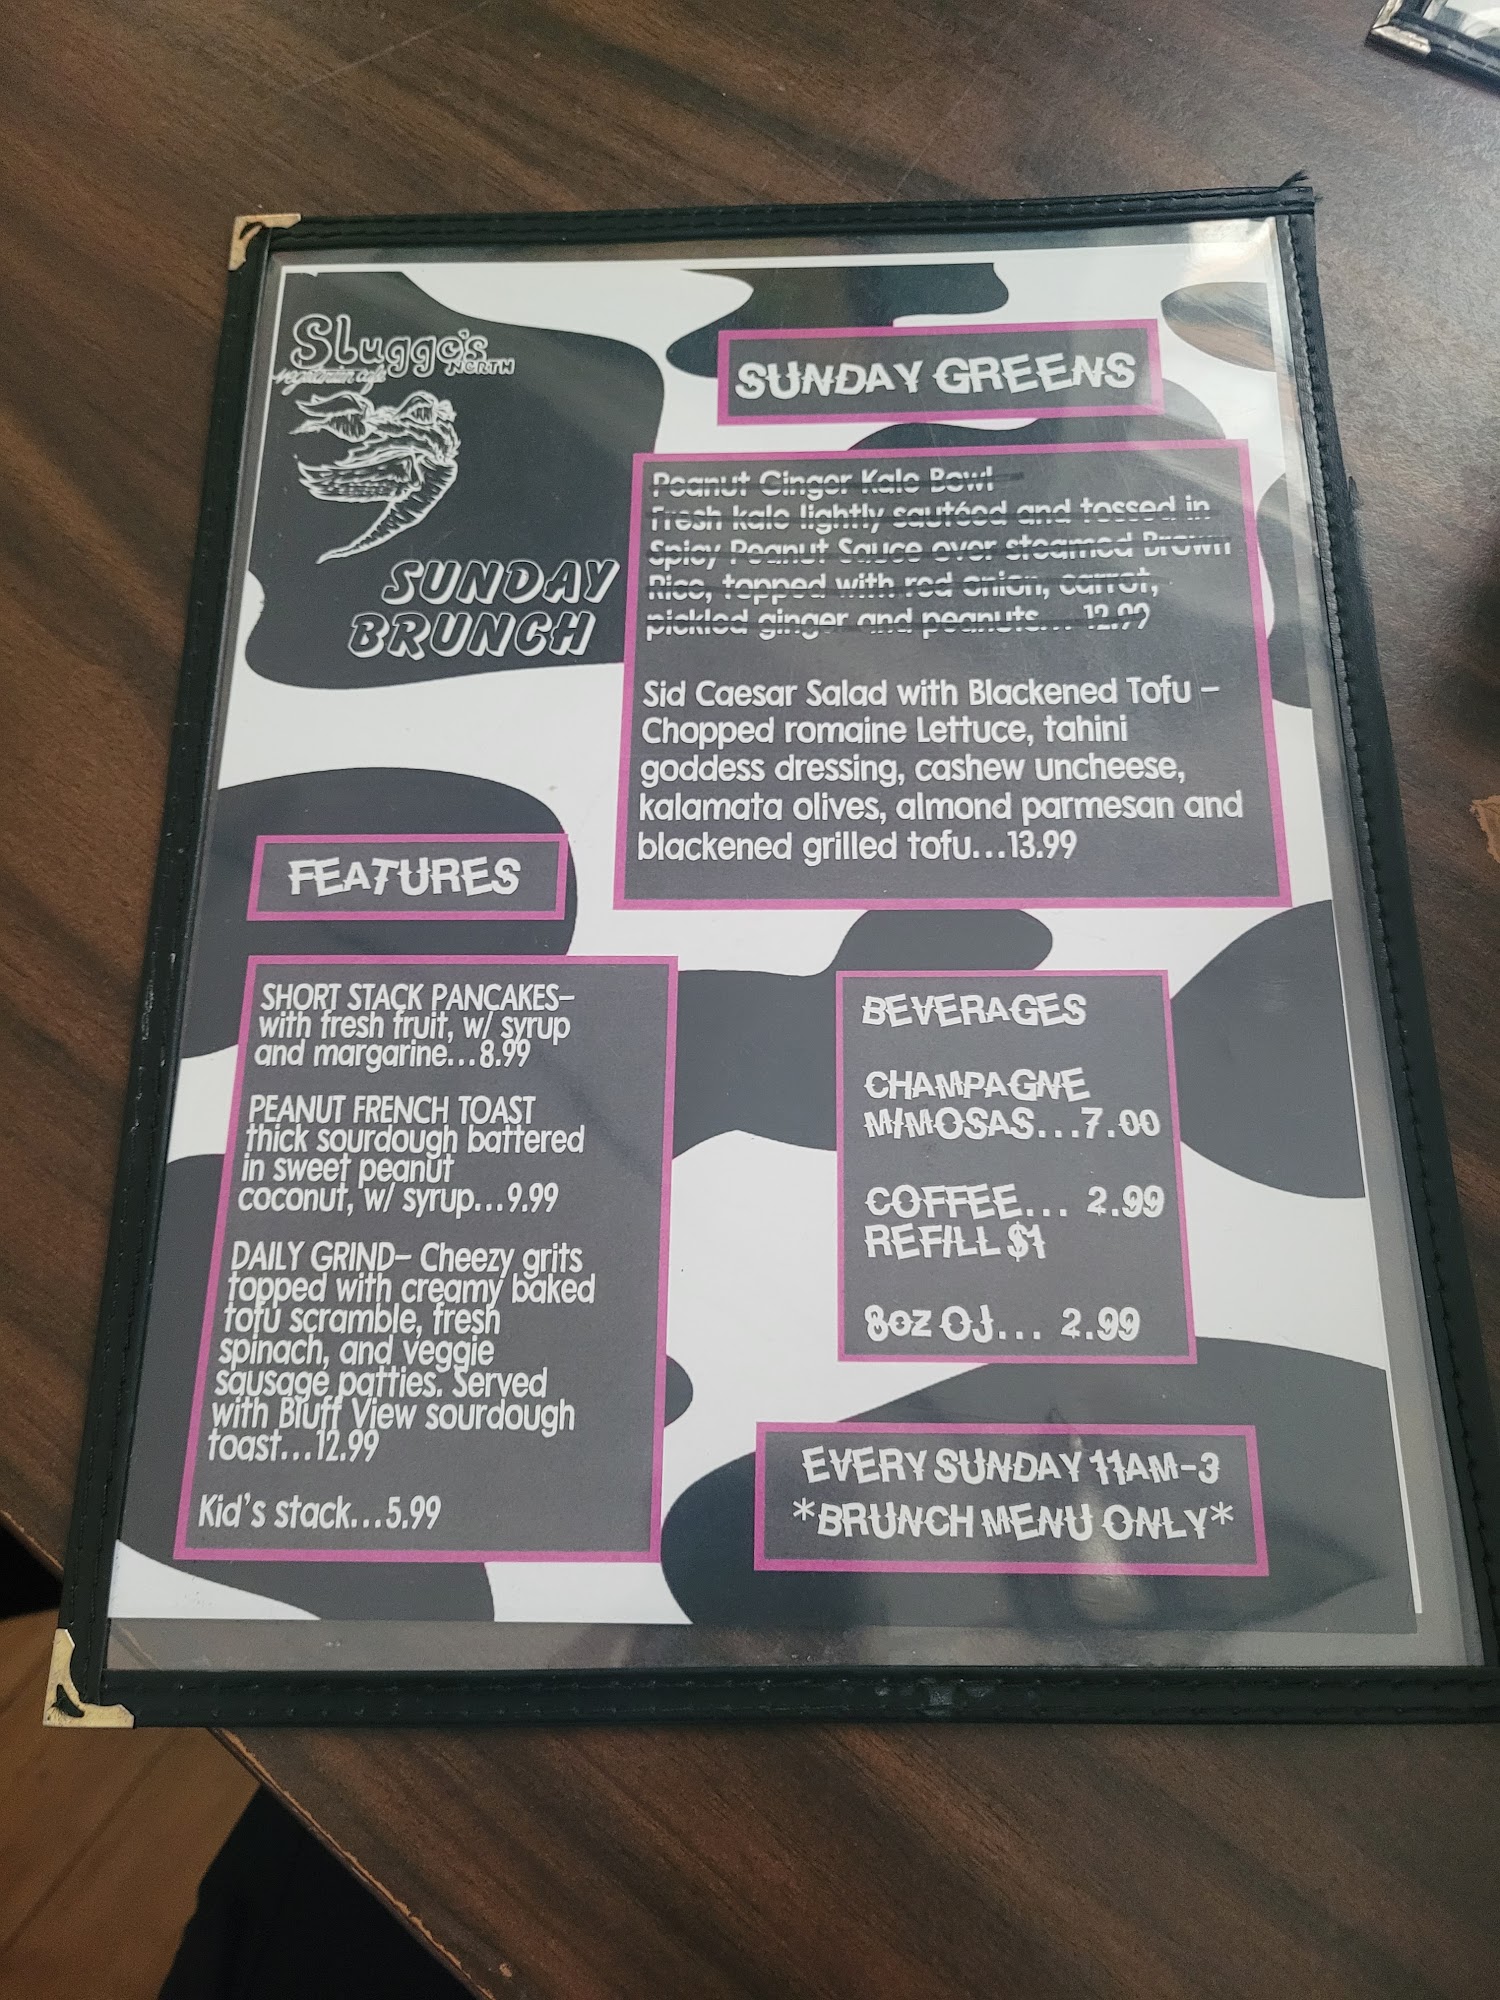 Sluggo's
NORTH
vegetarian cafe
SUNDAY
BRUNCH
SUNDAY GREENS
Peanut Ginger Kale Bowl
Fresh kale lightly sautéed and tossed in
Spicy Peanut Sauce over steamed Brown
Rice, topped with red onion, carrot,
pickled ginger and peanuts... 12.99
Sid Caesar Salad with Blackened Tofu –
Chopped romaine Lettuce, tahini
goddess dressing, cashew uncheese,
kalamata olives, almond parmesan and
blackened grilled tofu...13.99
FEATURES
SHORT STACK PANCAKES–
with fresh fruit, w/ syrup
and margarine...8.99
PEANUT FRENCH TOAST
thick sourdough battered
in sweet peanut
coconut, w/ syrup...9.99
DAILY GRIND– Cheezy grits
topped with creamy baked
tofu scramble, fresh
spinach, and veggie
sausage patties. Served
with Bluff View sourdough
toast...12.99
Kid's stack...5.99
BEVERAGES
CHAMPAGNE
MIMOSAS...7.00
COFFEE... 2.99
REFILL $1
8oz OJ... 2.99
EVERY SUNDAY 11AM-3
*BRUNCH MENU ONLY*